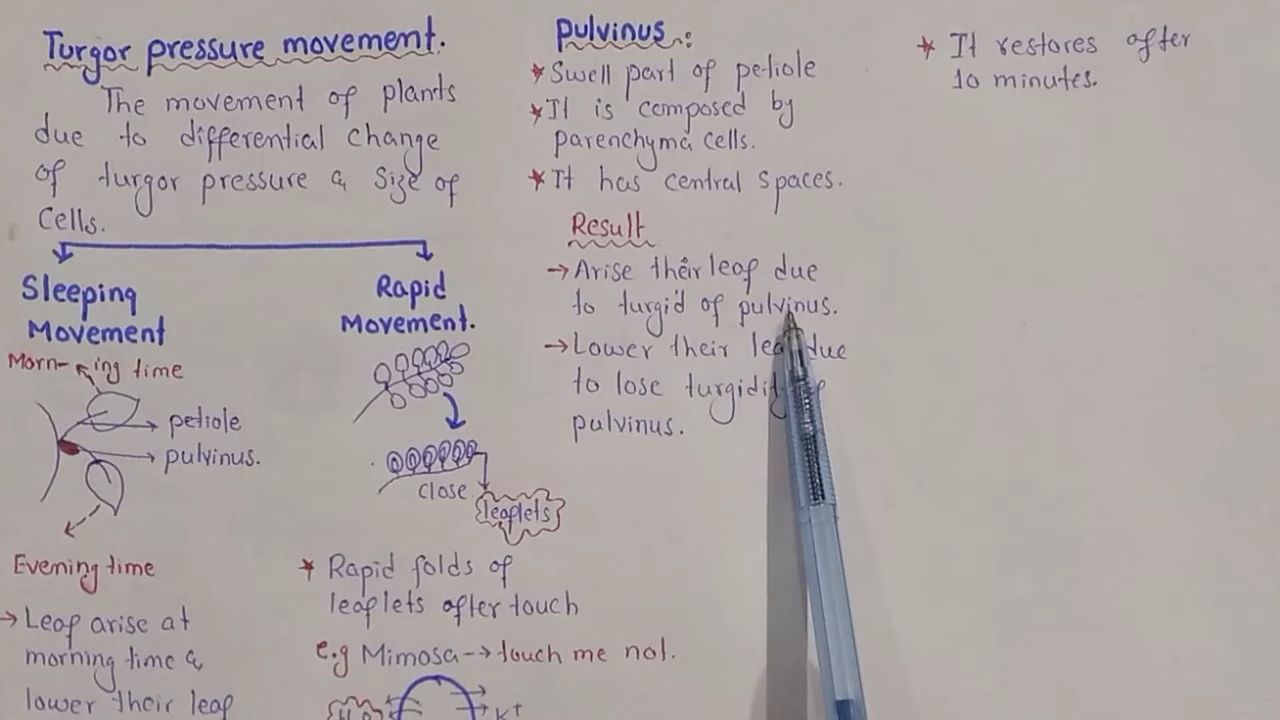 Turgor pressure movement.
The movement of plants
due to differential change
of turgor pressure & Size of
Cells.
Sleeping
Movement
Morn- ing time
petiole
pulvinus.
Evening time
→ Leaf arise at
morning time &
lower their leaf
Rapid
Movement.
close
leaflets
* Rapid folds of
leaflets after touch
e.g Mimosa → touch me not.
K+
Pulvinus:
* Swell part of petiole
* It is composed by
parenchyma cells.
* It has central spaces.
Result
→ Arise their leaf due
to turgid of pulvinus.
→ Lower their due
to lose
pulvinus.
* It restores after
10 minutes.